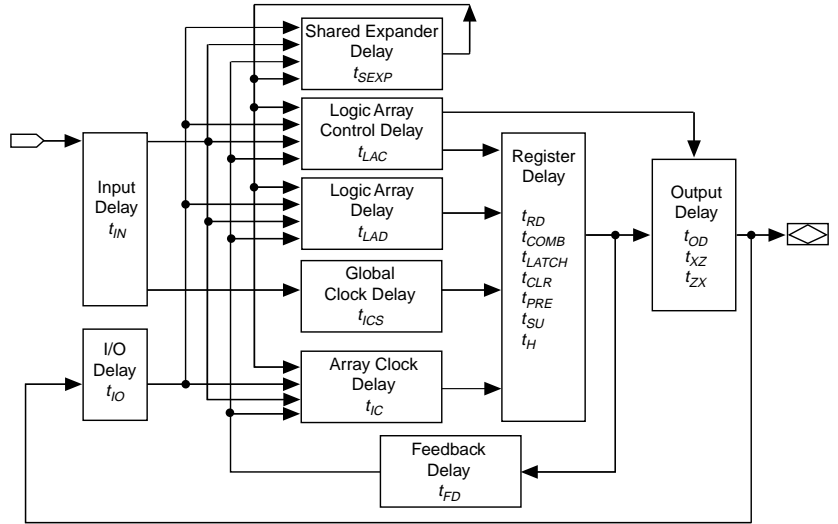 Shared Expander
Delay
tSEXP
Logic Array
Control Delay
tLAC
Logic Array
Delay
tLAD
Global
Clock Delay
tICS
Array Clock
Delay
tIC
Input
Delay
tIN
I/O
Delay
tIO
Register
Delay
tRD
tCOMB
tLATCH
tCLR
tPRE
tSU
tH
Output
Delay
tOD
tXZ
tZX
Feedback
Delay
tFD